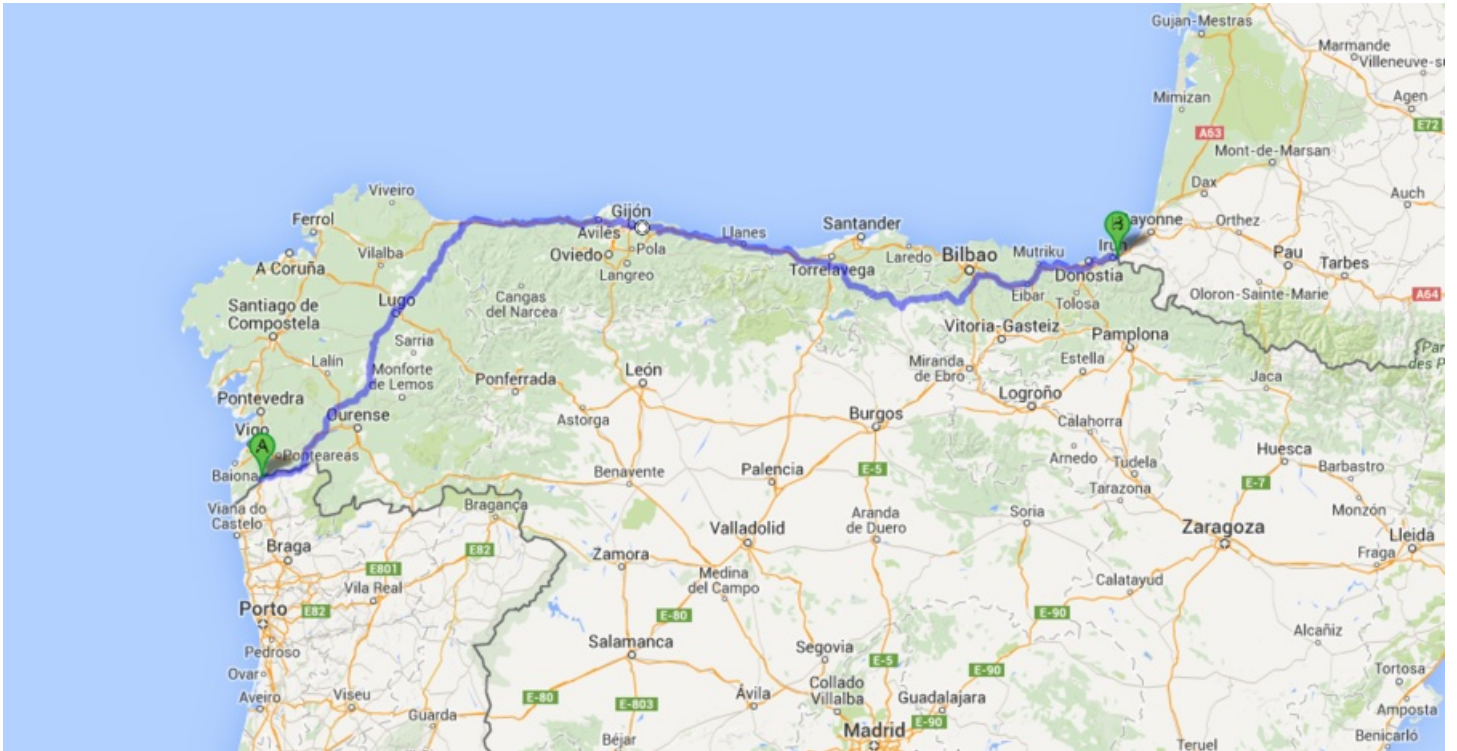 Gujan-Mestras
Marmande
Villeneuve-s
Mimizan
Agen
E72
A63
Mont-de-Marsan
Dax
Auch
Viveiro
Ferrol
Gijón
Avilés
Santander
B
ayonne
Orthez
Llanes
Pola
Oviedo
Vilalba
Laredo
Bilbao
Mutriku
Irun
Pau
Tarbes
A Coruña
Langreo
Torrelavega
Donostia
Eibar
Tolosa
Oloron-Sainte-Marie
A64
Cangas
del Narcea
Lugo
Santiago de
Compostela
Vitoria-Gasteiz
Pamplona
Sarria
(Par
des P
Lalín
Monforte
de Lemos
Ponferrada
León
Miranda
de Ebro
Estella
Jaca
Logroño
Pontevedra
Ourense
Astorga
Burgos
Calahorra
Vigo
A
Ponteareas
Huesca
Baiona
Benavente
Palencia
E-5
Arnedo
Tudela
Barbastro
E-7
Tarazona
Viana do
Castelo
Bragança
Aranda
de Duero
Soria
Monzón
Valladolid
Zaragoza
Lleida
Braga
E82
Zamora
Fraga
E801
Vila Real
Medina
del Campo
Calatayud
Porto
E82
E-80
E-90
Pedroso
Salamanca
Segovia
Alcañiz
E-5
E-90
Ovar
Collado
Villalba
Tortosa
Aveiro
Viseu
E-80
E-803
Ávila
Guadalajara
Amposta
Guarda
E-90
Madrid
Béjar
Teruel
Benicarló